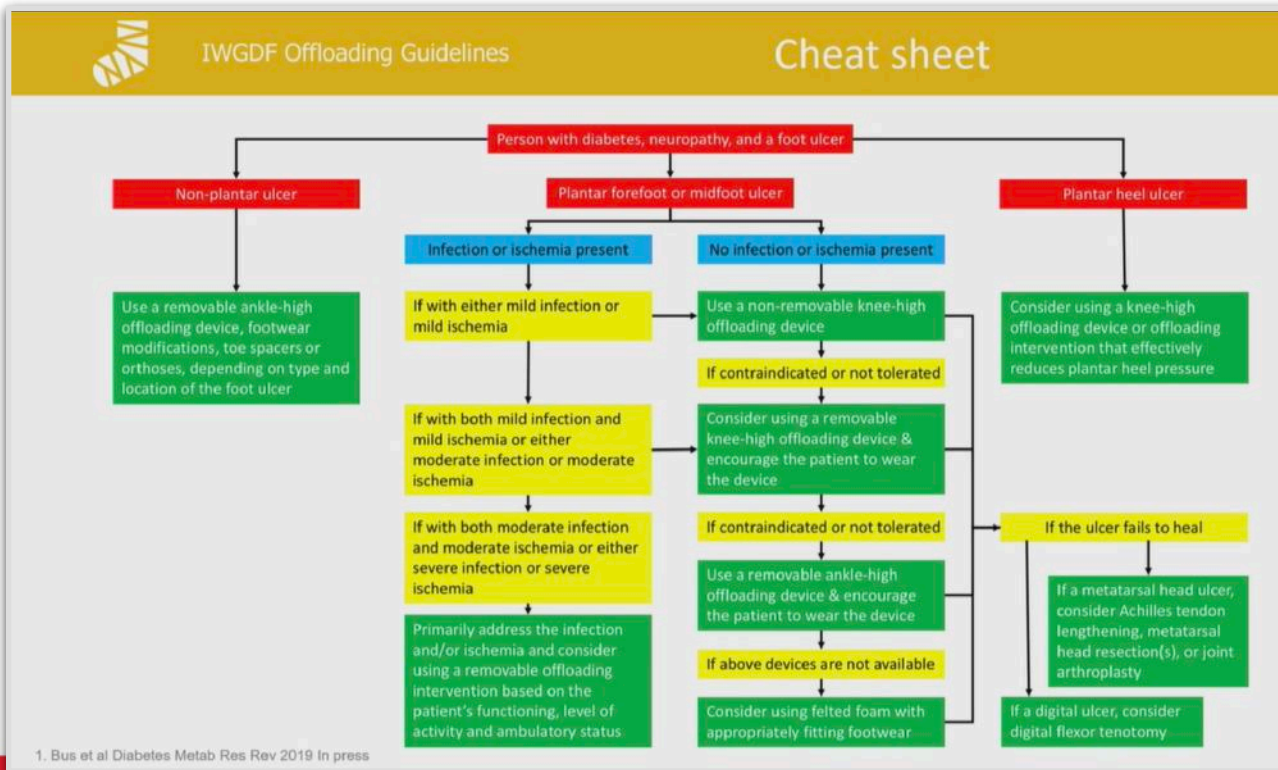 IWGDF Offloading Guidelines
Cheat sheet
Person with diabetes, neuropathy, and a foot ulcer
Non-plantar ulcer
Plantar forefoot or midfoot ulcer
Plantar heel ulcer
Infection or ischemia present
No infection or ischemia present
Use a removable ankle-high
offloading device, footwear
modifications, toe spacers or
orthoses, depending on type and
location of the foot ulcer
If with either mild infection or
mild ischemia
Use a non-removable knee-high
offloading device
Consider using a knee-high
offloading device or offloading
intervention that effectively
reduces plantar heel pressure
If contraindicated or not tolerated
If with both mild infection and
mild ischemia or either
moderate infection or moderate
ischemia
Consider using a removable
knee-high offloading device &
encourage the patient to wear
the device
If contraindicated or not tolerated
If with both moderate infection
and moderate ischemia or either
severe infection or severe
ischemia
If the ulcer fails to heal
Use a removable ankle-high
offloading device & encourage
the patient to wear the device
If a metatarsal head ulcer,
consider Achilles tendon
lengthening, metatarsal
head resection(s), or joint
arthroplasty
Primarily address the infection
and/or ischemia and consider
using a removable offloading
intervention based on the
patient's functioning, level of
activity and ambulatory status
If above devices are not available
Consider using felted foam with
appropriately fitting footwear
If a digital ulcer, consider
digital flexor tenotomy
1. Bus et al Diabetes Metab Res Rev 2019 In press